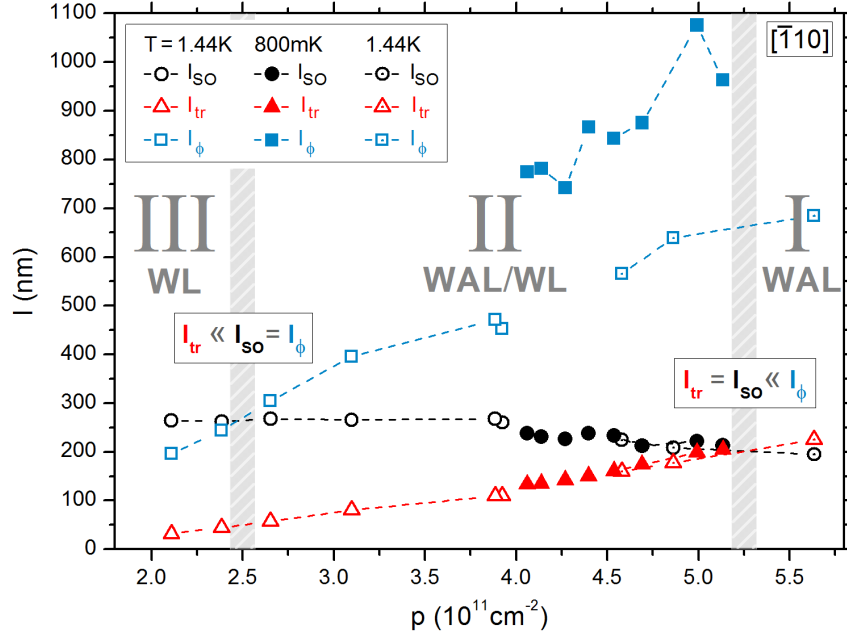 1100
1000
900
800
700
600
500
400
300
200
100
0
l (nm)
T = 1.44K 800mK 1.44K
l_SO l_SO l_SO
l_tr l_tr l_tr
l_ϕ l_ϕ l_ϕ
[1̄10]
III
WL
II
WAL/WL
I
WAL
l_tr ≪ l_SO = l_ϕ
l_tr = l_SO ≪ l_ϕ
2.0 2.5 3.0 3.5 4.0 4.5 5.0 5.5
p (10¹¹cm⁻²)